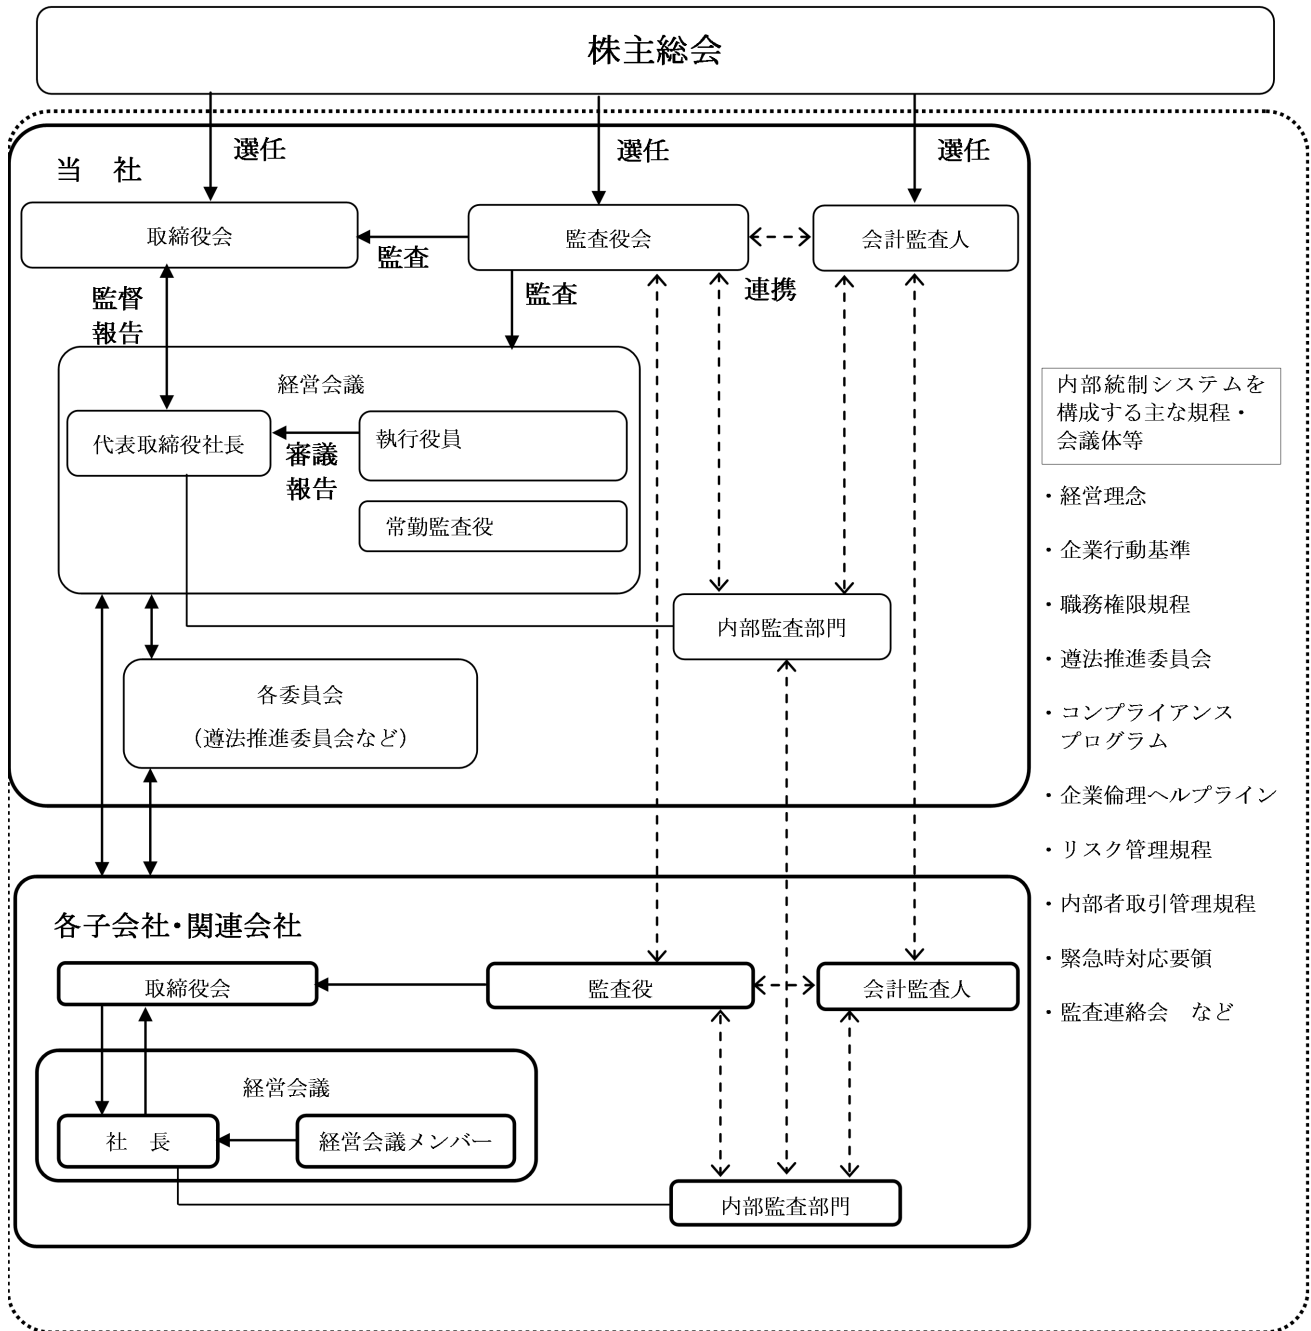 株主総会
選任
選任
選任
当　社
取締役会
監査役会
会計監査人
監査
監査
連携
監督
報告
経営会議
代表取締役社長
執行役員
審議
報告
常勤監査役
内部監査部門
各委員会
（遵法推進委員会など）
内部統制システムを
構成する主な規程・
会議体等
・経営理念
・企業行動基準
・職務権限規程
・遵法推進委員会
・コンプライアンス
プログラム
・企業倫理ヘルプライン
・リスク管理規程
・内部者取引管理規程
・緊急時対応要領
・監査連絡会　など
各子会社・関連会社
取締役会
監査役
会計監査人
経営会議
社　長
経営会議メンバー
内部監査部門